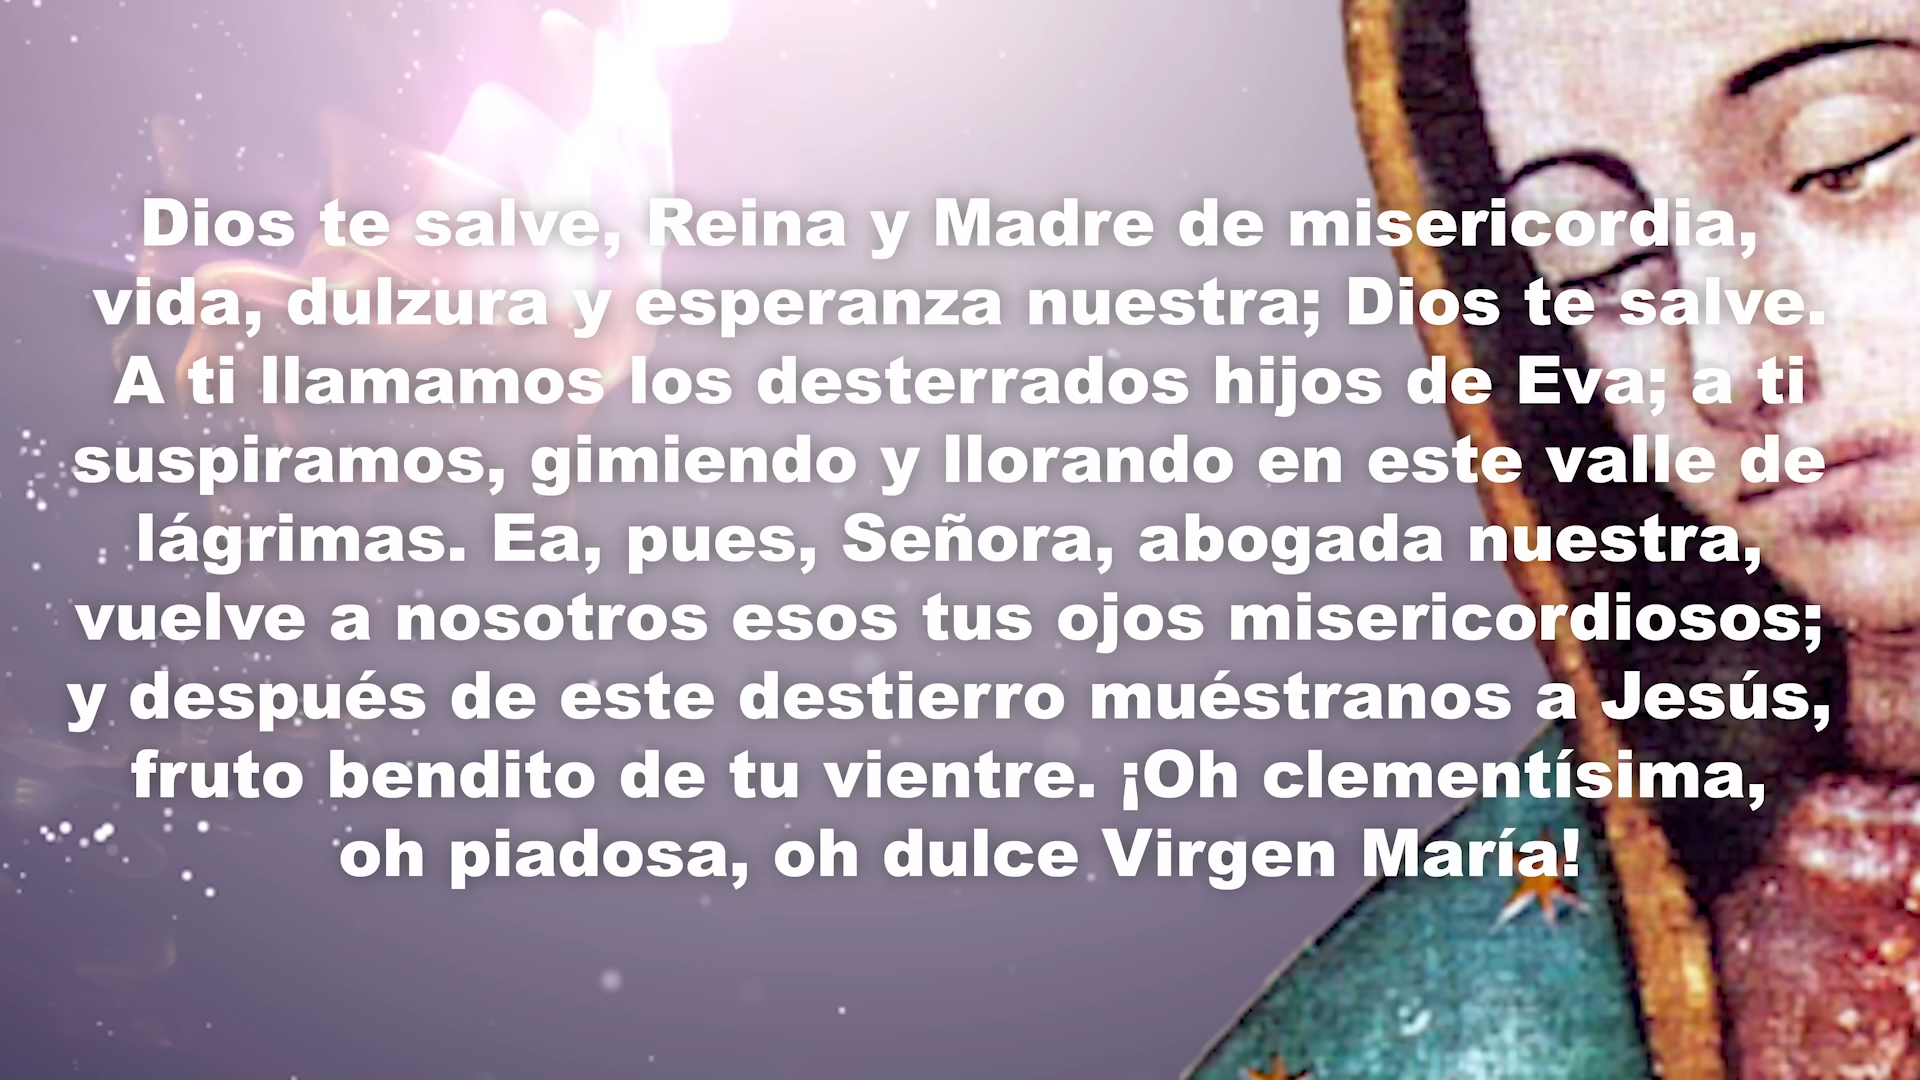 Dios te salve, Reina y Madre de misericordia,
vida, dulzura y esperanza nuestra; Dios te salve.
A ti llamamos los desterrados hijos de Eva; a ti
suspiramos, gimiendo y llorando en este valle de
lágrimas. Ea, pues, Señora, abogada nuestra,
vuelve a nosotros esos tus ojos misericordiosos;
y después de este destierro muéstranos a Jesús,
fruto bendito de tu vientre. ¡Oh clementísima,
oh piadosa, oh dulce Virgen María!